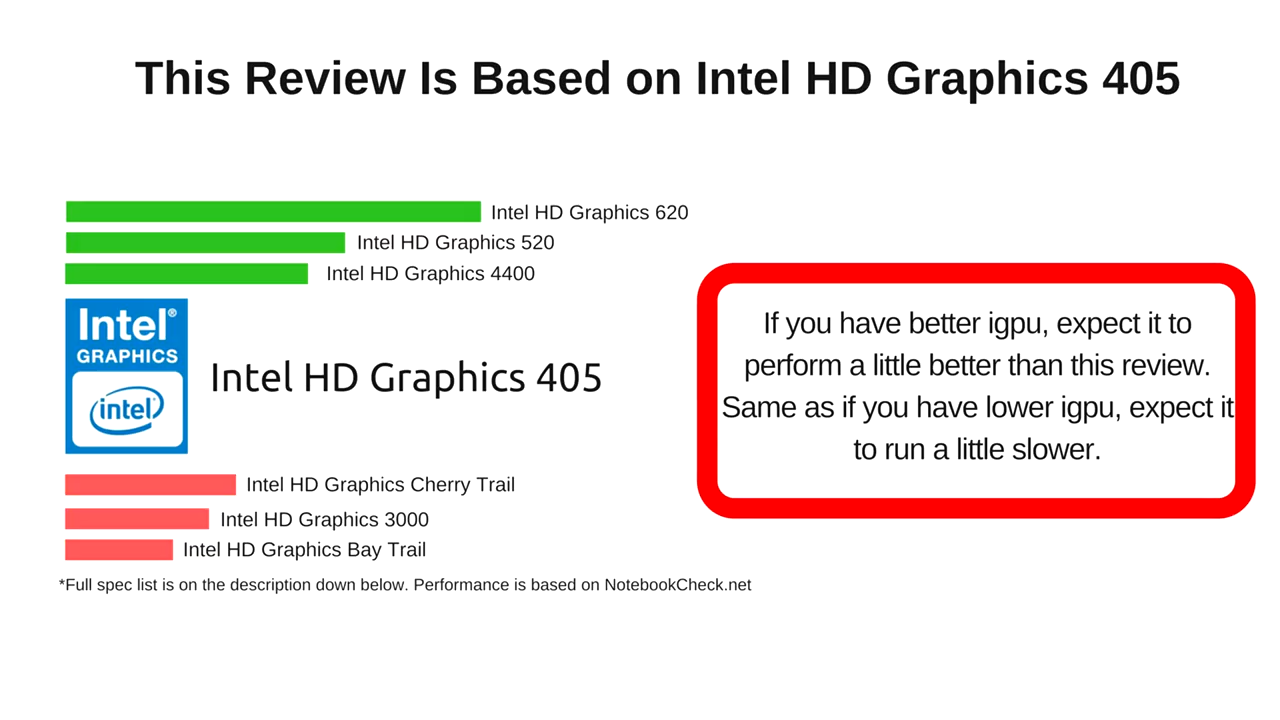 This Review Is Based on Intel HD Graphics 405
Intel HD Graphics 620
Intel HD Graphics 520
Intel HD Graphics 4400
Intel®
GRAPHICS
intel
Intel HD Graphics 405
If you have better igpu, expect it to
perform a little better than this review.
Same as if you have lower igpu, expect it
to run a little slower.
Intel HD Graphics Cherry Trail
Intel HD Graphics 3000
Intel HD Graphics Bay Trail
*Full spec list is on the description down below. Performance is based on NotebookCheck.net